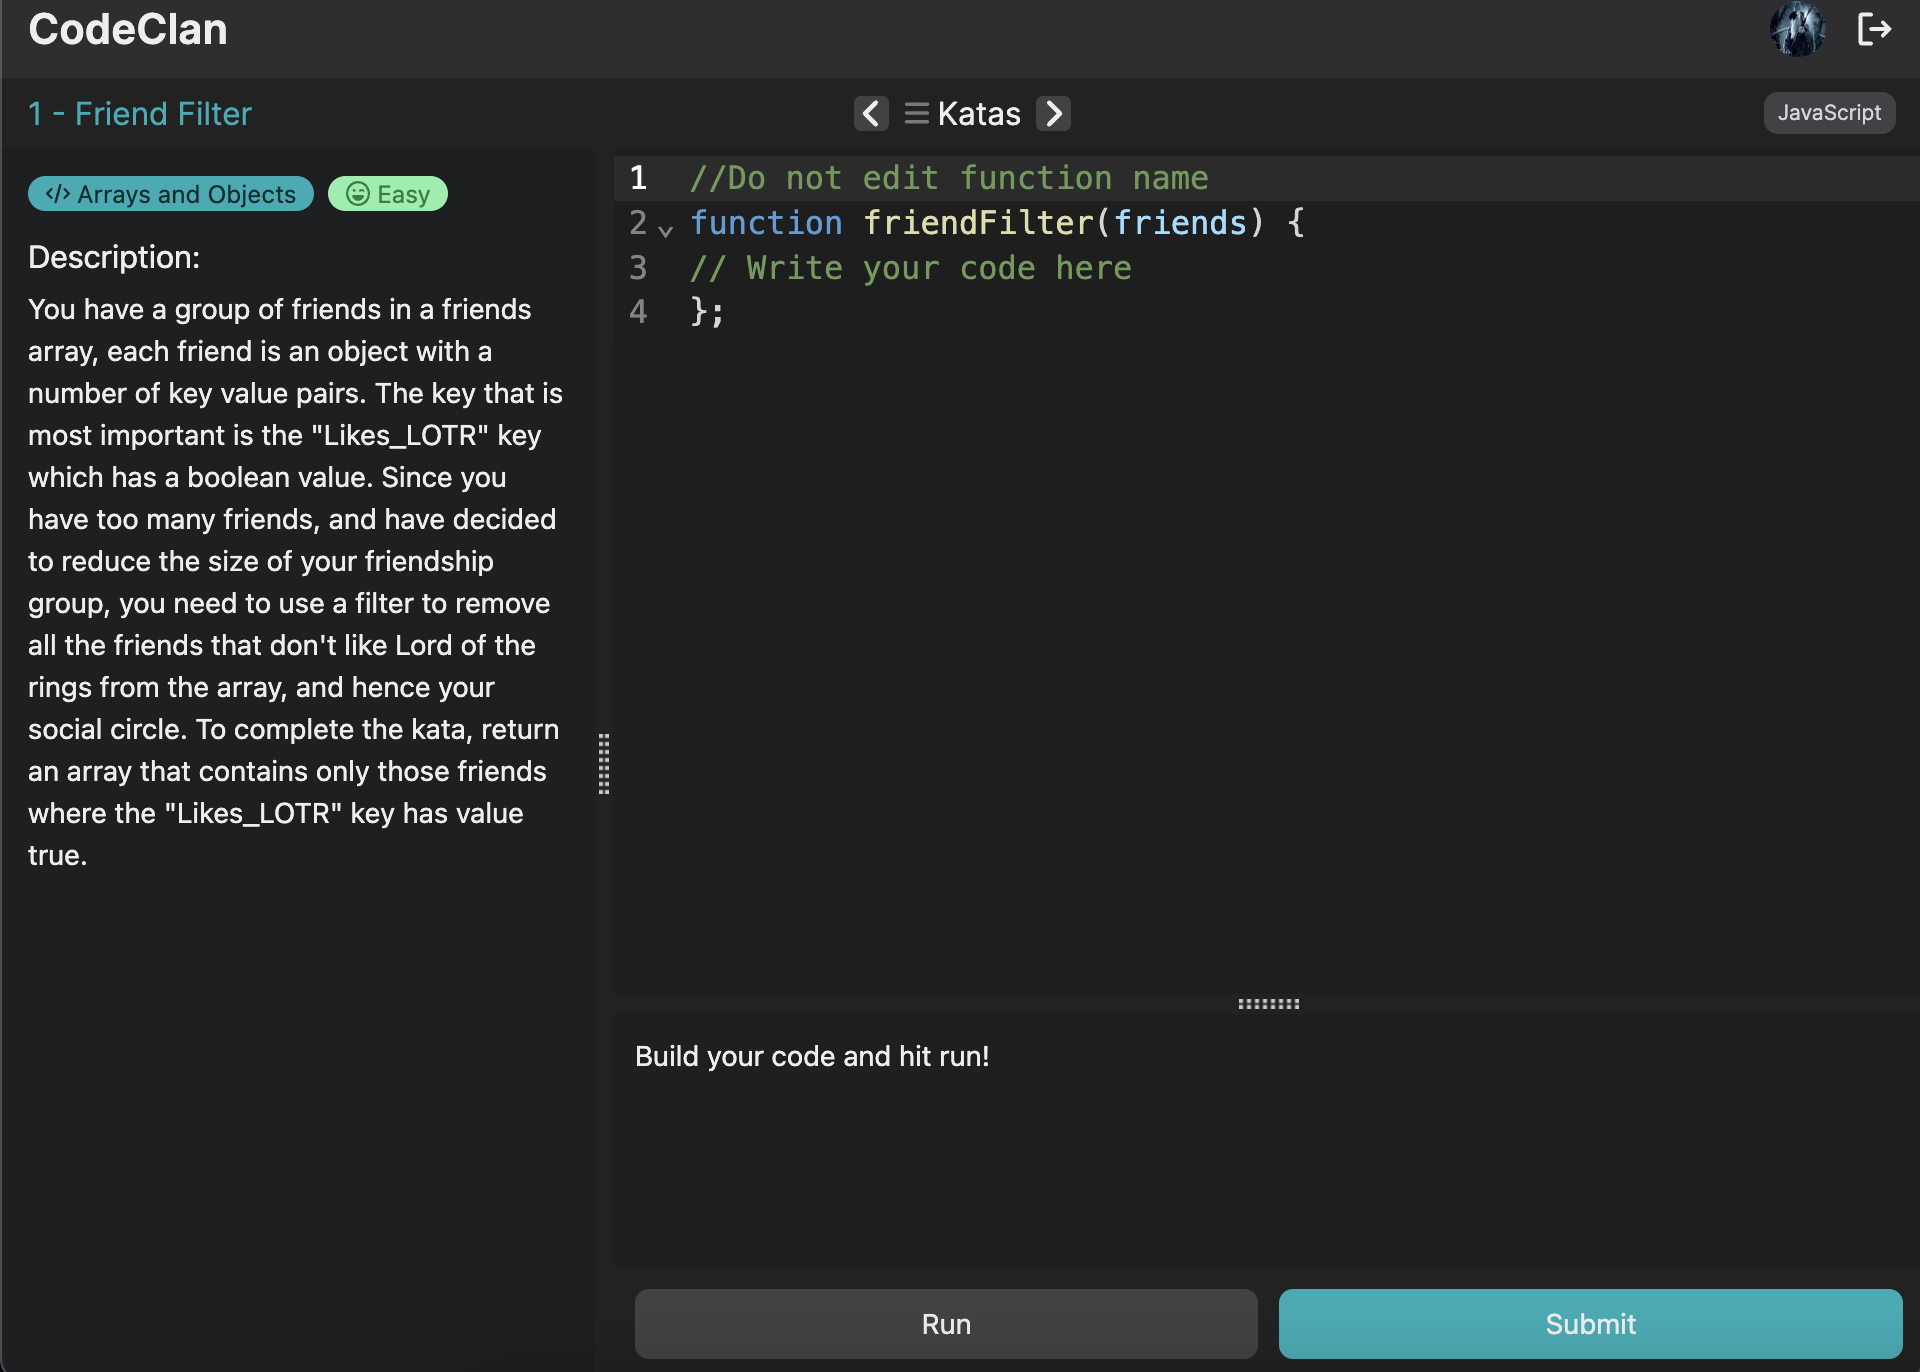 CodeClan
1 - Friend Filter
Katas
JavaScript
</> Arrays and Objects
Easy
Description:
You have a group of friends in a friends
array, each friend is an object with a
number of key value pairs. The key that is
most important is the "Likes_LOTR" key
which has a boolean value. Since you
have too many friends, and have decided
to reduce the size of your friendship
group, you need to use a filter to remove
all the friends that don't like Lord of the
rings from the array, and hence your
social circle. To complete the kata, return
an array that contains only those friends
where the "Likes_LOTR" key has value
true.
1 //Do not edit function name
2 function friendFilter(friends) {
3 // Write your code here
4 };
Build your code and hit run!
Run
Submit